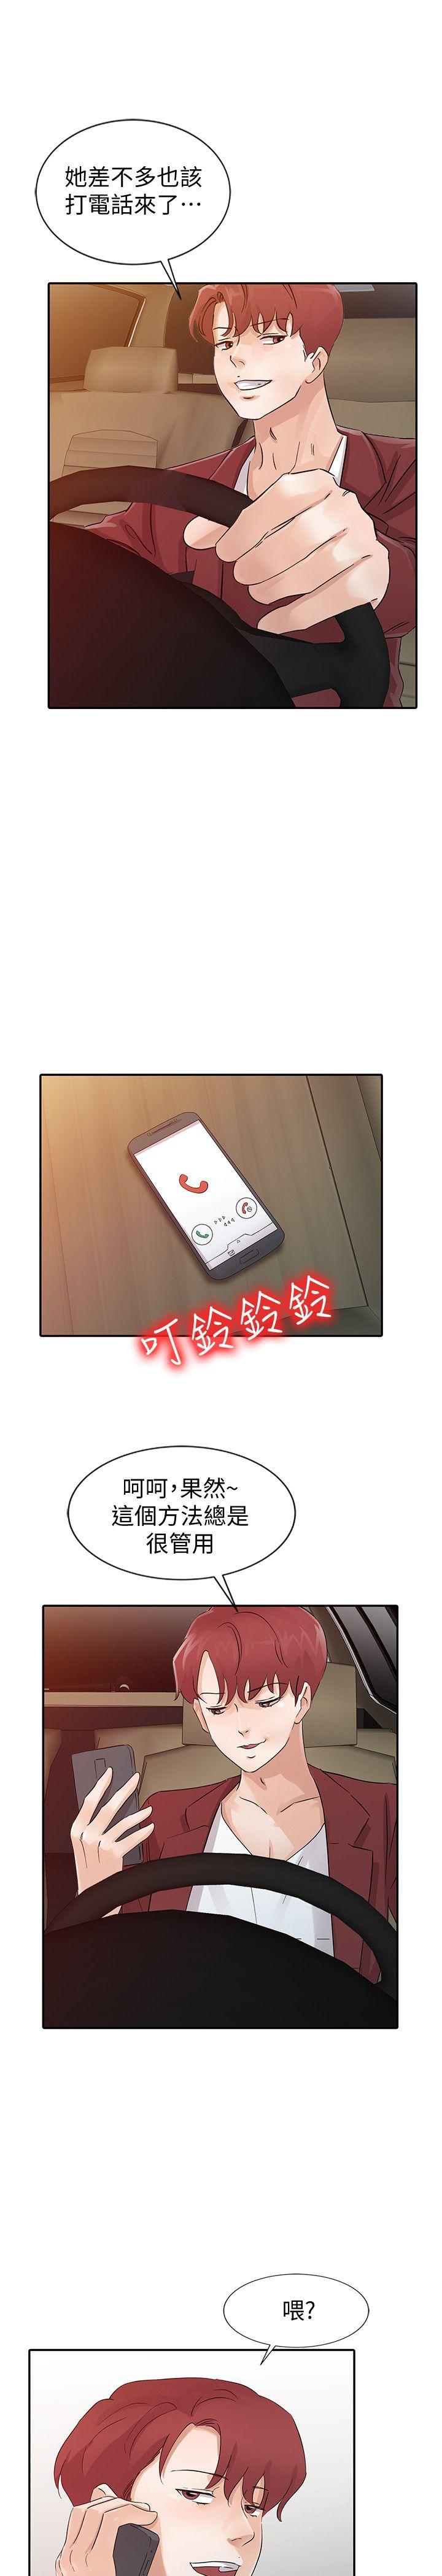 她差不多也該
打電話來了…
叮鈴鈴鈴
呵呵，果然~
這個方法總是
很管用
喂?